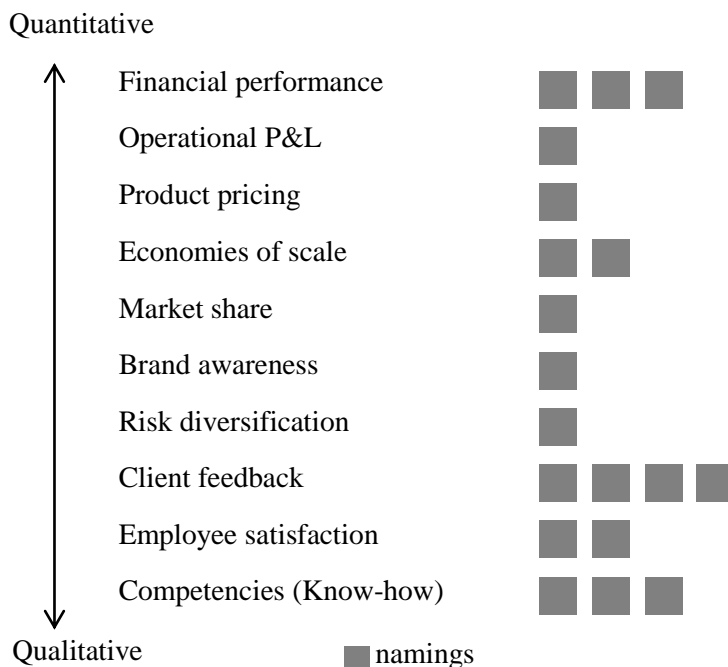 Quantitative
Financial performance
Operational P&L
Product pricing
Economies of scale
Market share
Brand awareness
Risk diversification
Client feedback
Employee satisfaction
Competencies (Know-how)
Qualitative
namings